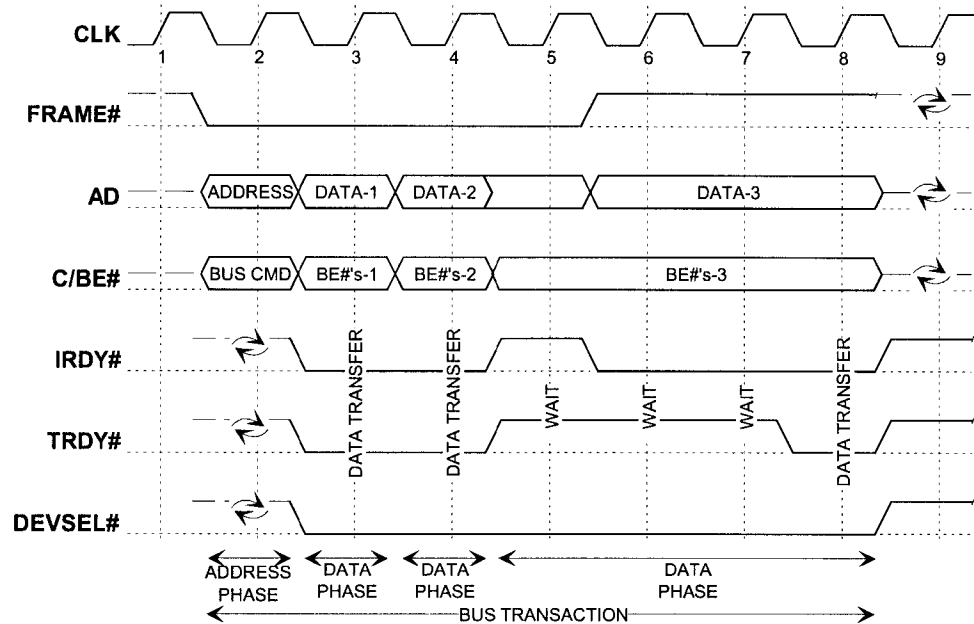 CLK
1 2 3 4 5 6 7 8 9
FRAME#
AD
ADDRESS DATA-1 DATA-2 DATA-3
C/BE#
BUS CMD BE#'s-1 BE#'s-2 BE#'s-3
IRDY#
TRDY#
DATA TRANSFER
DATA TRANSFER
WAIT
WAIT
WAIT
DATA TRANSFER
DEVSEL#
ADDRESS
PHASE
DATA
PHASE
DATA
PHASE
DATA
PHASE
BUS TRANSACTION